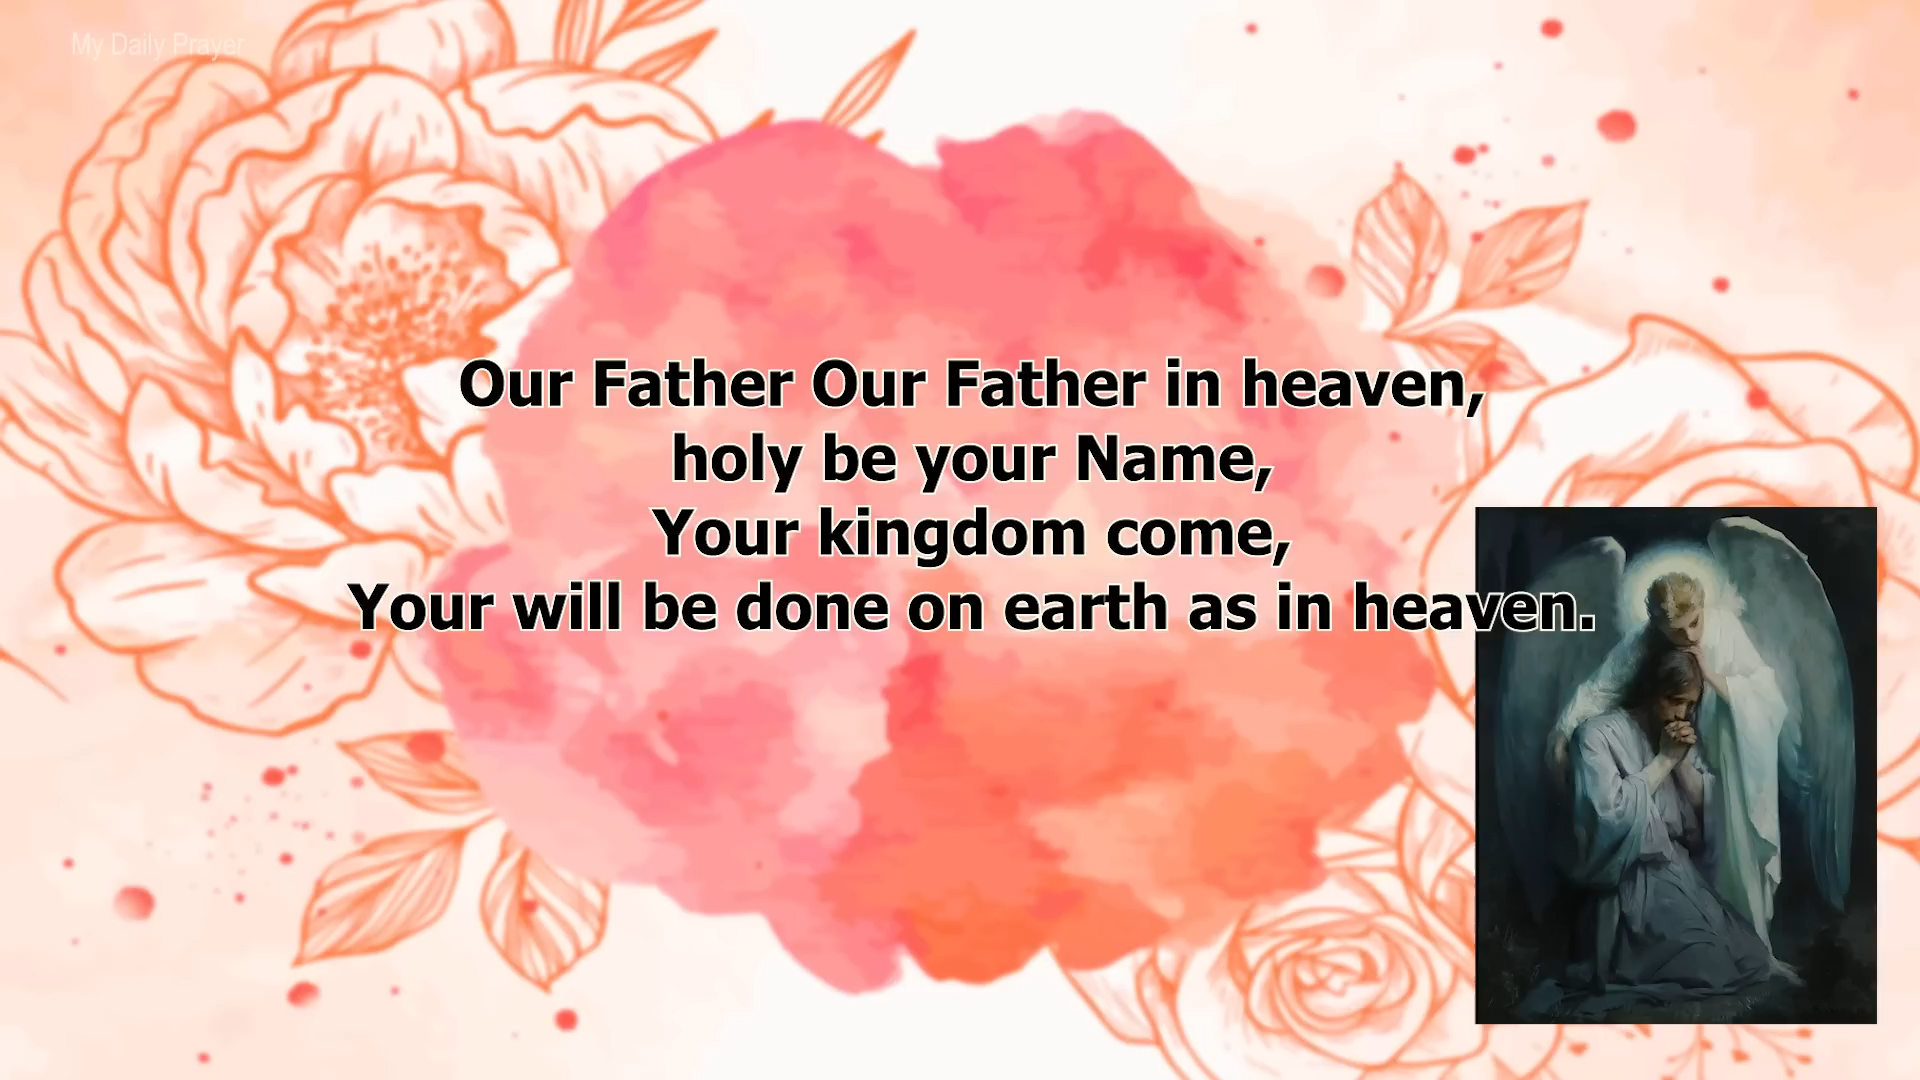 My Daily Prayer
Our Father Our Father in heaven,
holy be your Name,
Your kingdom come,
Your will be done on earth as in heaven.